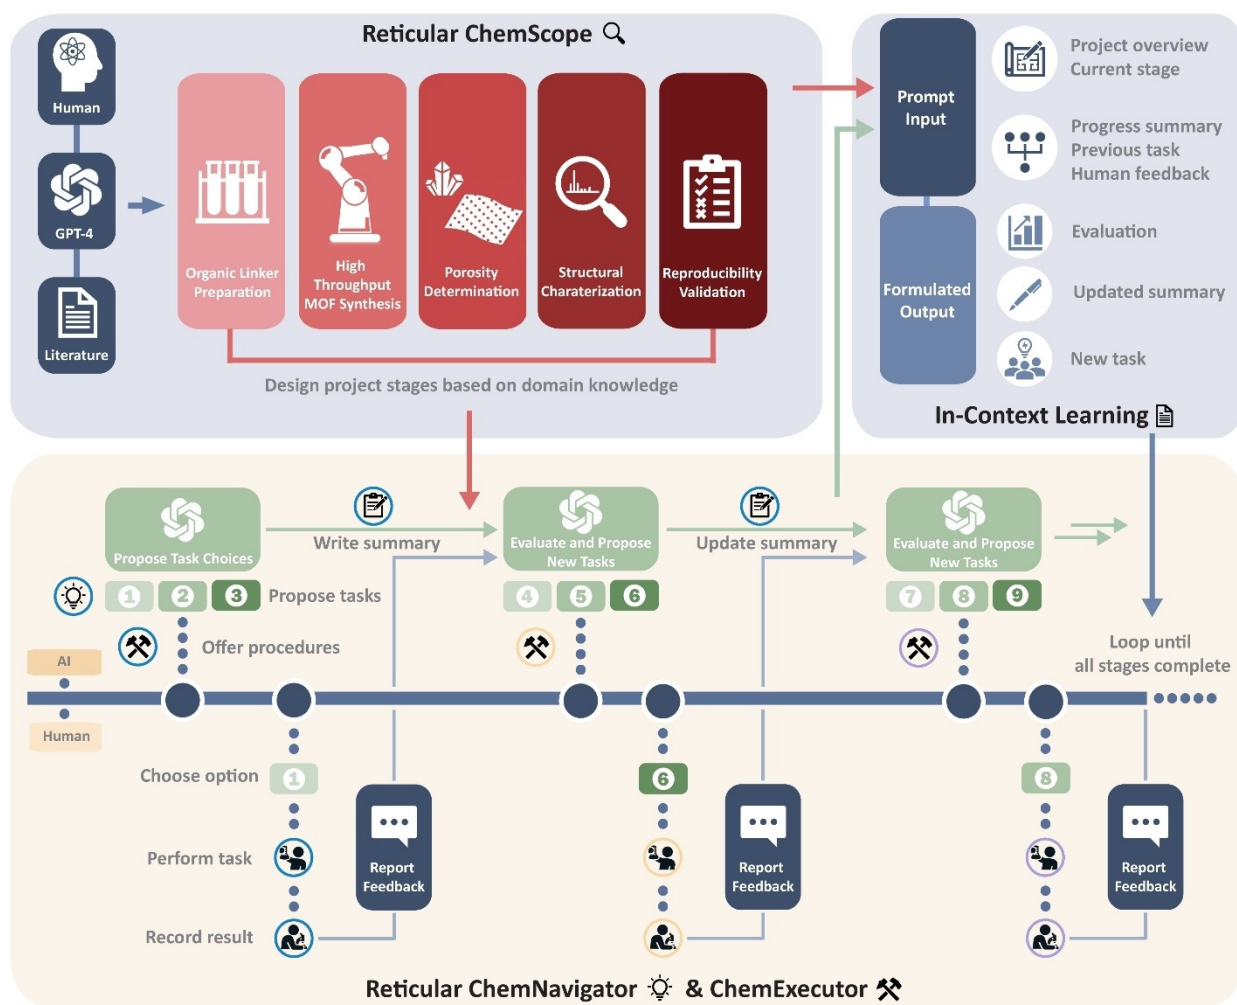 Reticular ChemScope
Human
GPT-4
Literature
Organic Linker
Preparation
High
Throughput
MOF Synthesis
Porosity
Determination
Structural
Charaterization
Reproducibility
Validation
Design project stages based on domain knowledge
Prompt
Input
Formulated
Output
Project overview
Current stage
Progress summary
Previous task
Human feedback
Evaluation
Updated summary
New task
In-Context Learning
Propose Task Choices
Write summary
Evaluate and Propose
New Tasks
Update summary
Evaluate and Propose
New Tasks
1 2 3 Propose tasks
4 5 6
7 8 9
Offer procedures
Loop until
all stages complete
AI
Human
Choose option
1
6
8
Perform task
Report
Feedback
Report
Feedback
Report
Feedback
Record result
Reticular ChemNavigator & ChemExecutor